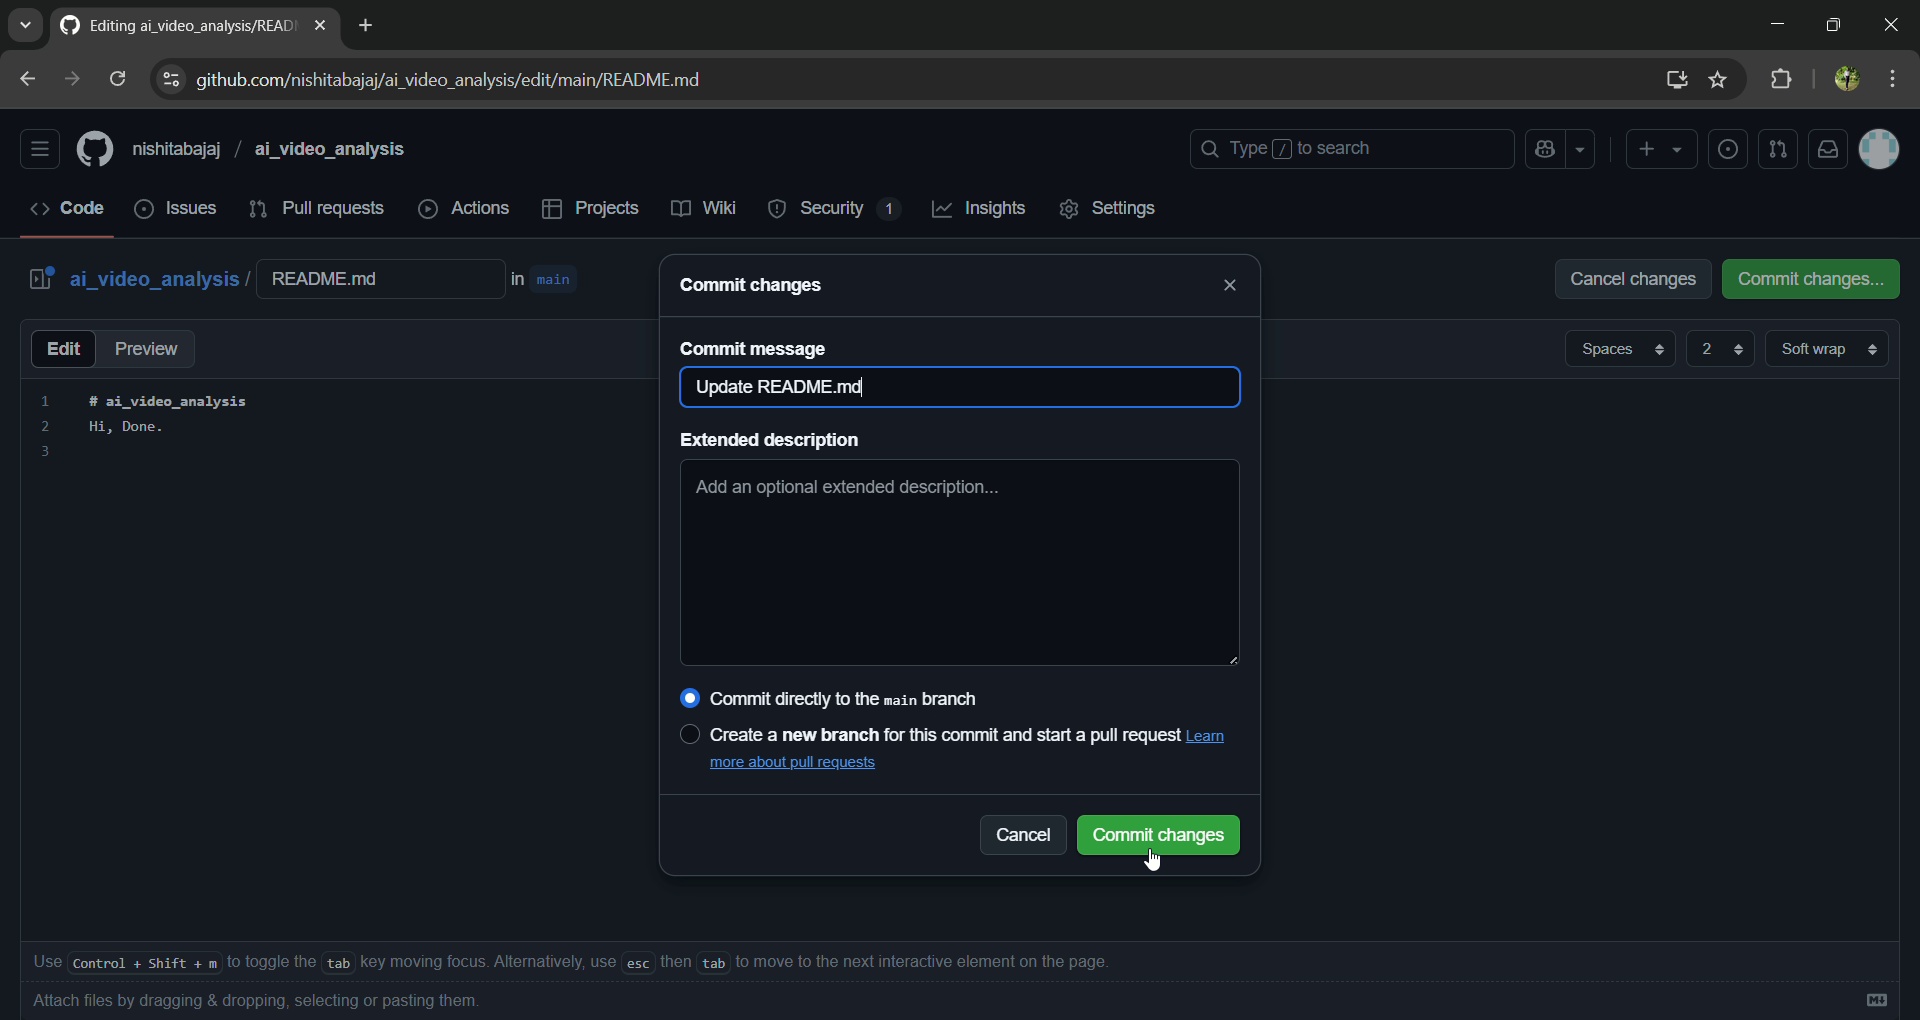 Editing ai_video_analysis/READ
github.com/nishitabajaj/ai_video_analysis/edit/main/README.md
nishitabajaj / ai_video_analysis
Type / to search
Code Issues Pull requests Actions Projects Wiki Security 1 Insights Settings
ai_video_analysis / README.md in main
Cancel changes Commit changes...
Edit Preview
Spaces 2 Soft wrap
1 # ai_video_analysis
2 Hi, Done.
3
Commit changes
Commit message
Update README.md
Extended description
Add an optional extended description...
Commit directly to the main branch
Create a new branch for this commit and start a pull request Learn
more about pull requests
Cancel Commit changes
Use Control + Shift + m to toggle the tab key moving focus. Alternatively, use esc then tab to move to the next interactive element on the page.
Attach files by dragging & dropping, selecting or pasting them.